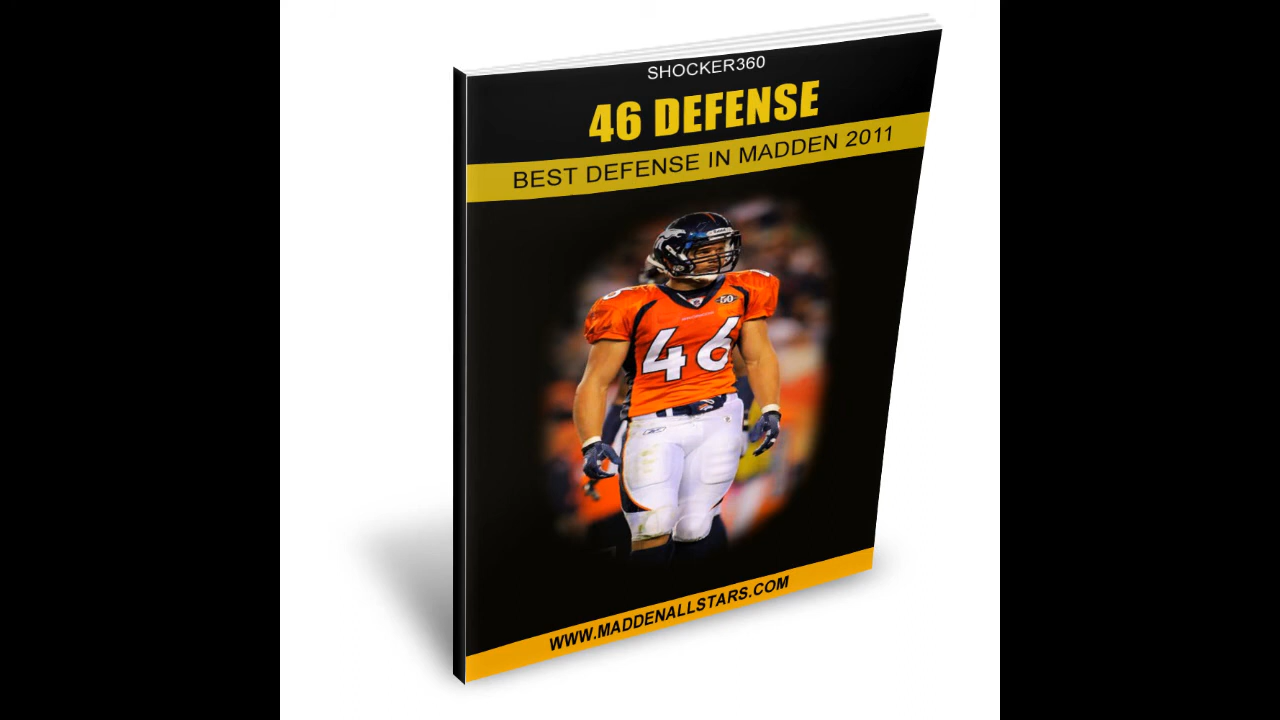 SHOCKER360
46 DEFENSE
BEST DEFENSE IN MADDEN 2011
46
WWW.MADDENALLSTARS.COM